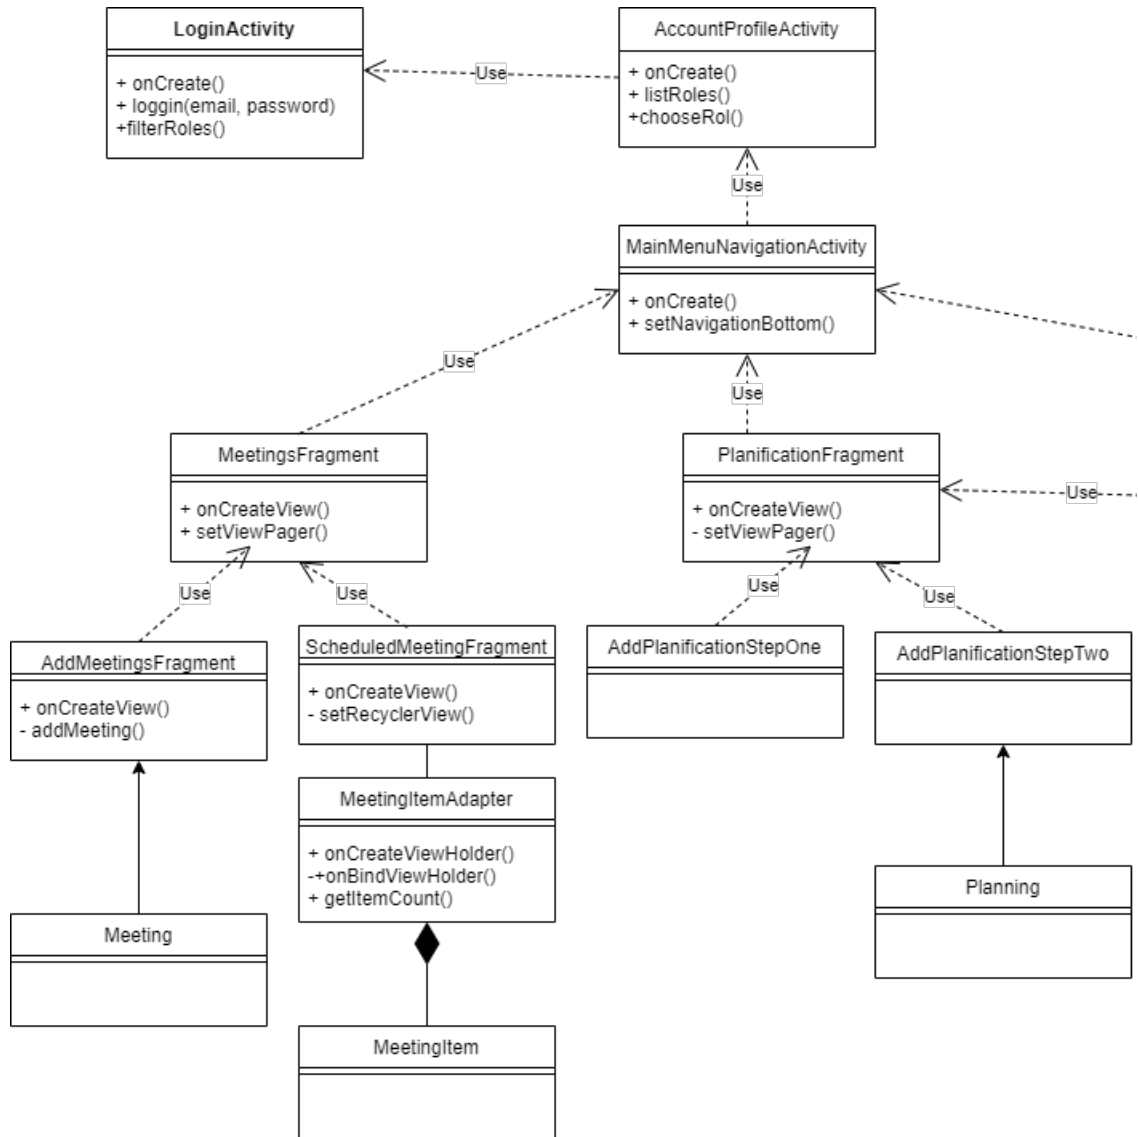 LoginActivity
+ onCreate()
+ loggin(email, password)
+filterRoles()
Use
AccountProfileActivity
+ onCreate()
+ listRoles()
+chooseRol()
Use
MainMenuNavigationActivity
+ onCreate()
+ setNavigationBottom()
Use
Use
MeetingsFragment
+ onCreateView()
+ setViewPager()
PlanificationFragment
+ onCreateView()
- setViewPager()
Use
Use
Use
Use
Use
AddMeetingsFragment
+ onCreateView()
- addMeeting()
ScheduledMeetingFragment
+ onCreateView()
- setRecyclerView()
AddPlanificationStepOne
AddPlanificationStepTwo
MeetingItemAdapter
+ onCreateViewHolder()
-+onBindViewHolder()
+ getItemCount()
Planning
Meeting
MeetingItem